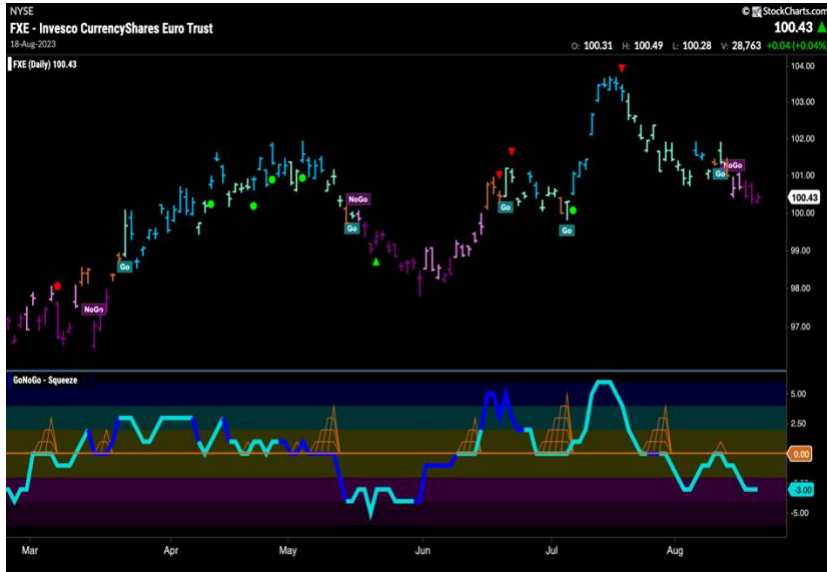 NYSE
© StockCharts.com
FXE - Invesco CurrencyShares Euro Trust
100.43
18-Aug-2023
O: 100.31 H: 100.49 L: 100.28 V: 28,763 +0.04 (+0.04%)
FXE (Daily) 100.43
104.00
103.00
102.00
101.00
100.43
100.00
99.00
98.00
97.00
Go
NoGo
NoGo
Go
Go
Go
NoGo
Go
GoNoGo - Squeeze
5.00
2.50
0.00
-3.00
-5.00
Mar Apr May Jun Jul Aug